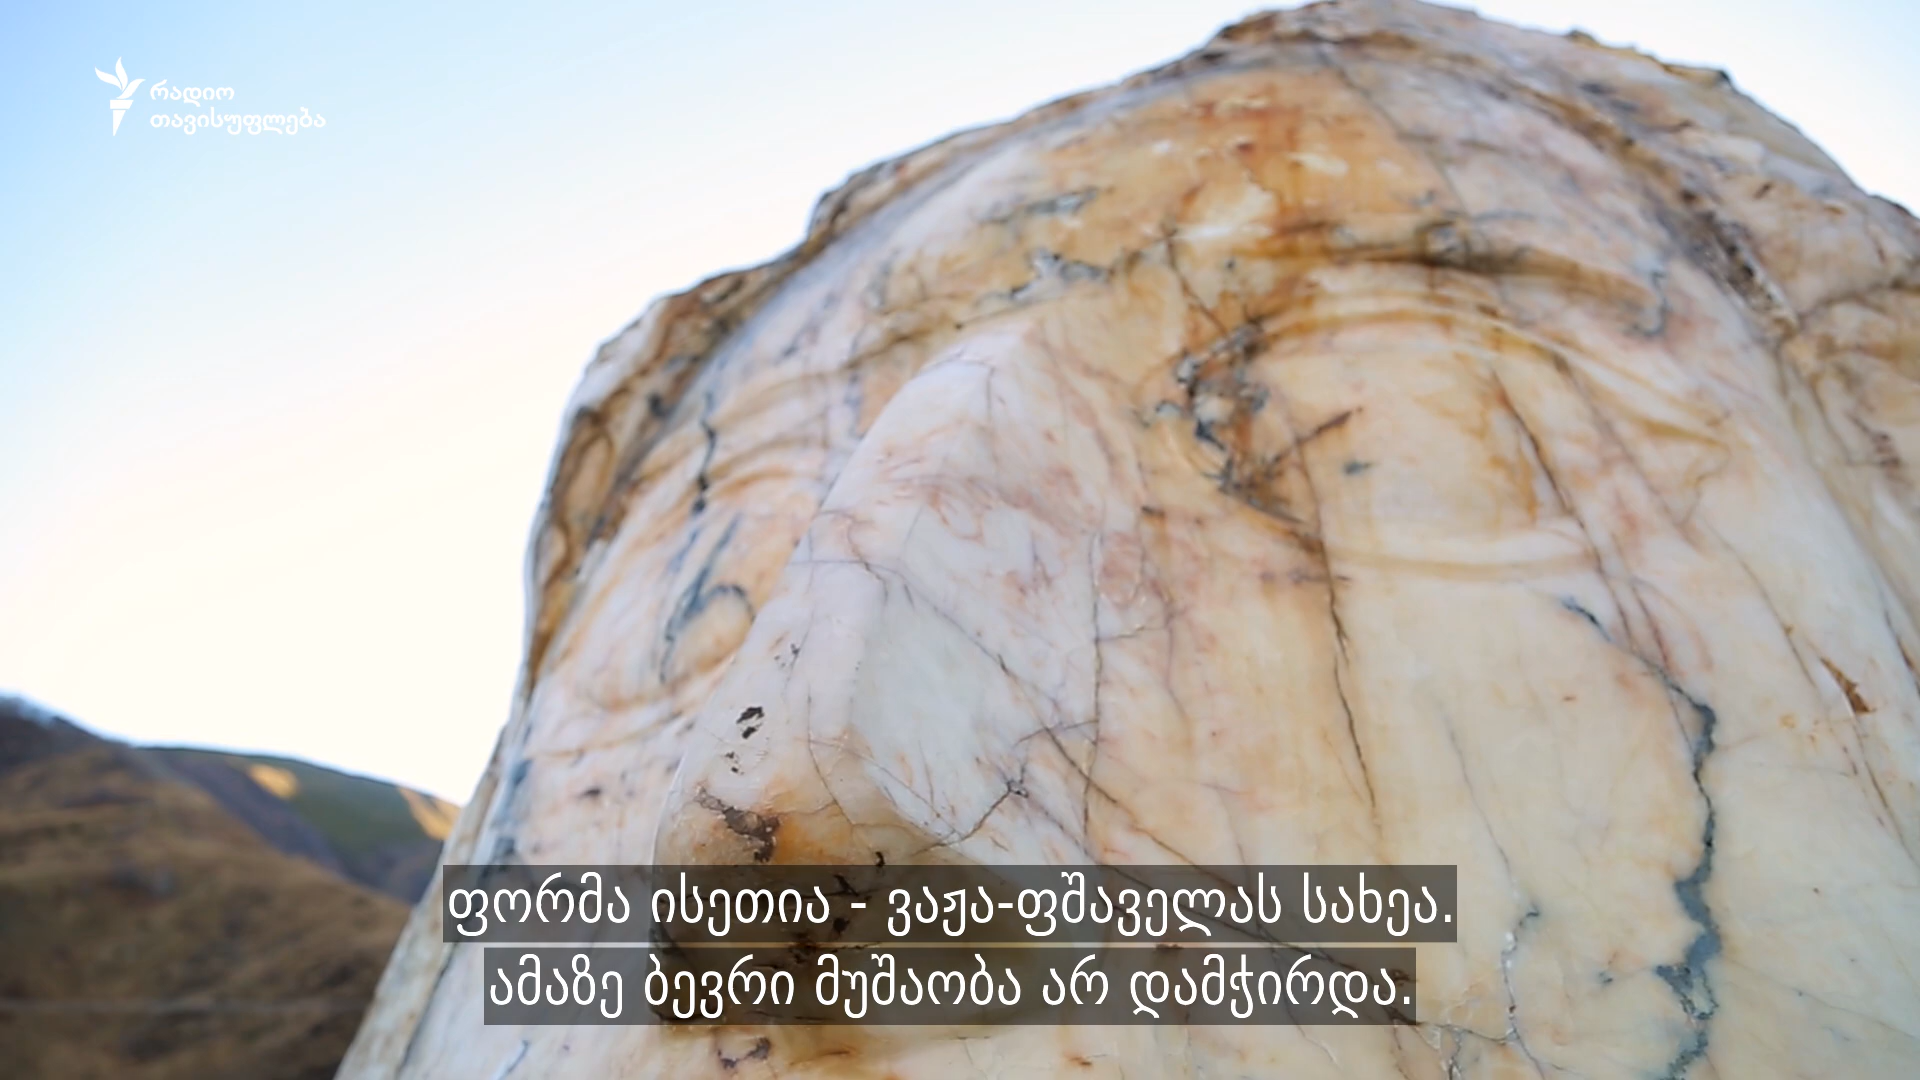 რადიო
თავისუფლება
ფორმა ისეთია - ვაჟა-ფშაველას სახეა.
ამაზე ბევრი მუშაობა არ დამჭირდა.